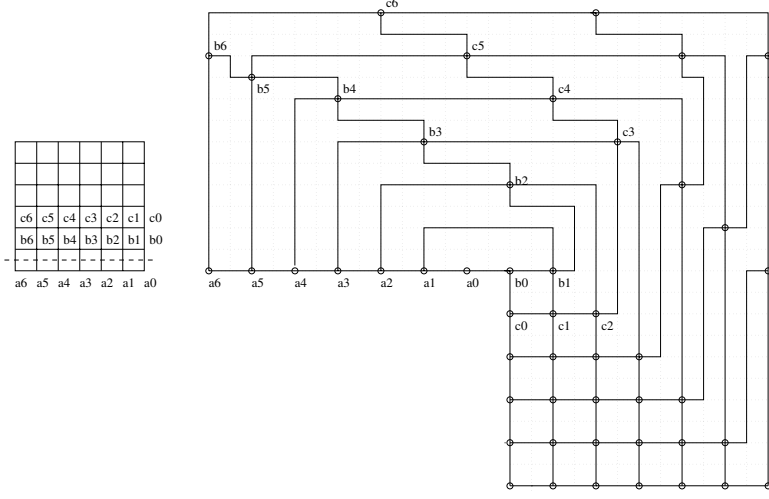 c6
b6
c5
b5
b4
c4
b3
c3
b2
c6 c5 c4 c3 c2 c1 c0
b6 b5 b4 b3 b2 b1 b0
a6 a5 a4 a3 a2 a1 a0
a6 a5 a4 a3 a2 a1 a0 b0 b1
c0 c1 c2